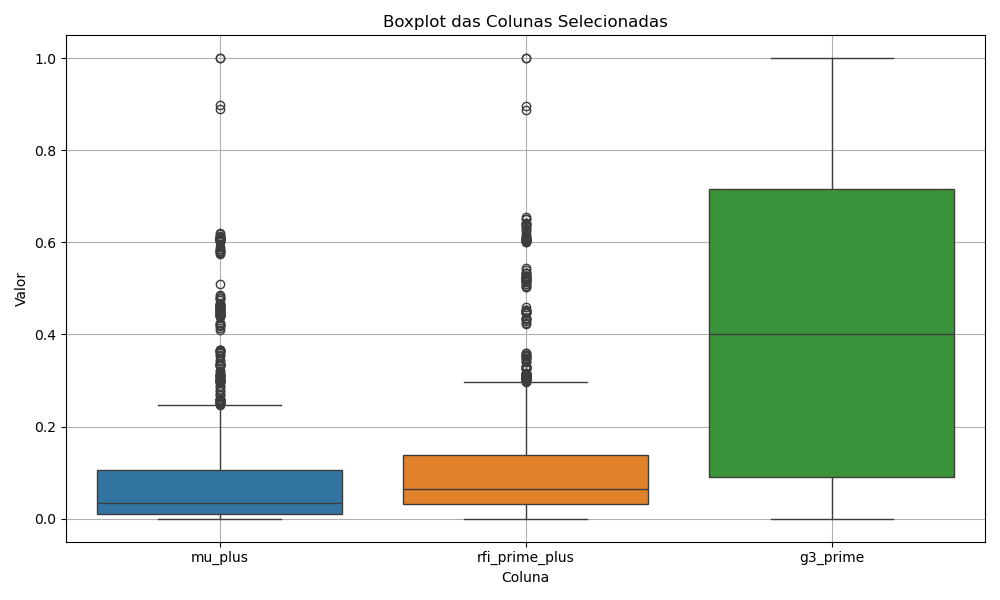 Boxplot das Colunas Selecionadas
1.0
0.8
0.6
0.4
0.2
0.0
Valor
mu_plus
rfi_prime_plus
g3_prime
Coluna